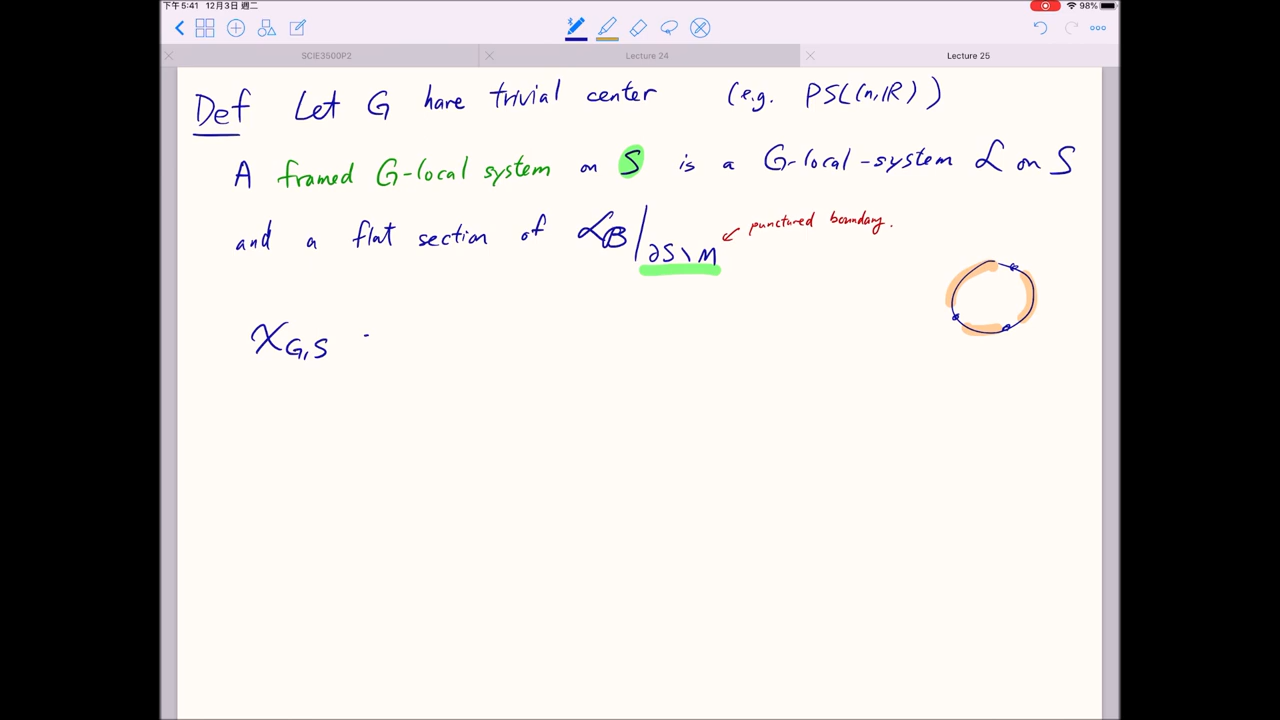 下午5:41 12月3日 週二 98%
SCIE3500P2 Lecture 24 Lecture 25
Def Let G have trivial center (e.g. PSL(n,ℝ))
A framed G-local system on S is a G-local-system ℒ on S
and a flat section of ℒ_ℬ|_{∂S\M} ↙ punctured boundary.
𝒳_{G,S}